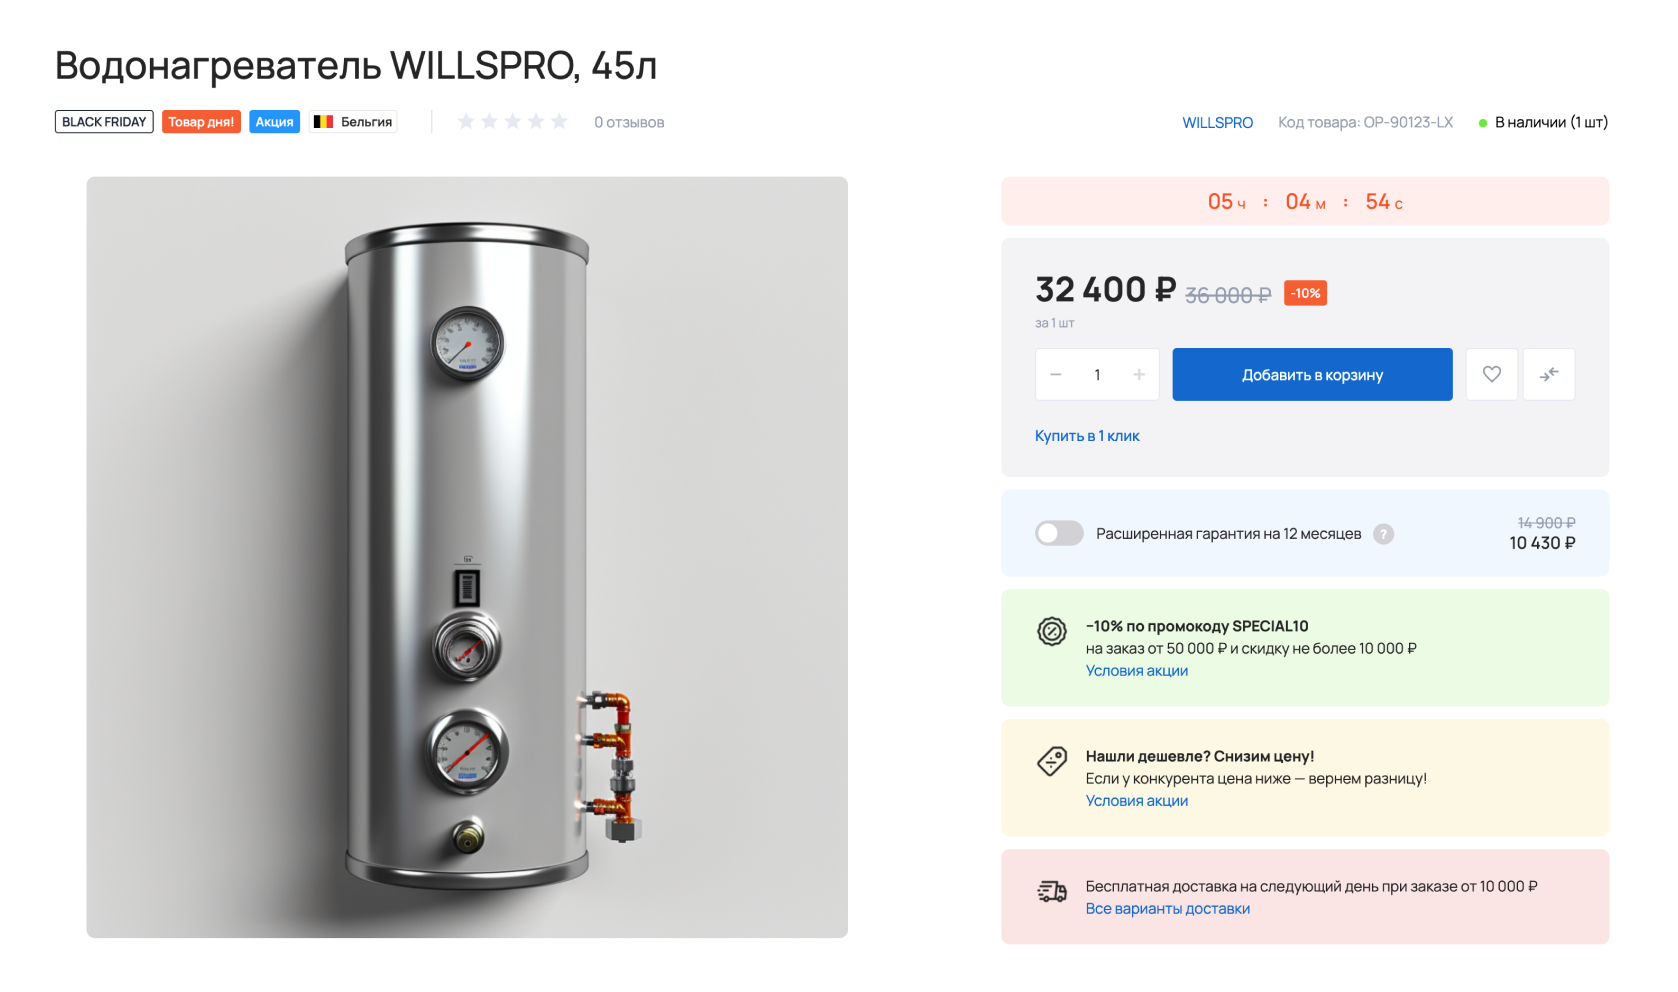 Водонагреватель WILLSPRO, 45л
BLACK FRIDAY Товар дня! Акция Бельгия 0 отзывов
WILLSPRO Код товара: OP-90123-LX В наличии (1 шт)
05 ч : 04 м : 54 с
32 400 ₽ 36 000 ₽ -10%
за 1 шт
− 1 + Добавить в корзину
Купить в 1 клик
Расширенная гарантия на 12 месяцев ?
14 900 ₽
10 430 ₽
−10% по промокоду SPECIAL10
на заказ от 50 000 ₽ и скидку не более 10 000 ₽
Условия акции
Нашли дешевле? Снизим цену!
Если у конкурента цена ниже — вернем разницу!
Условия акции
Бесплатная доставка на следующий день при заказе от 10 000 ₽
Все варианты доставки